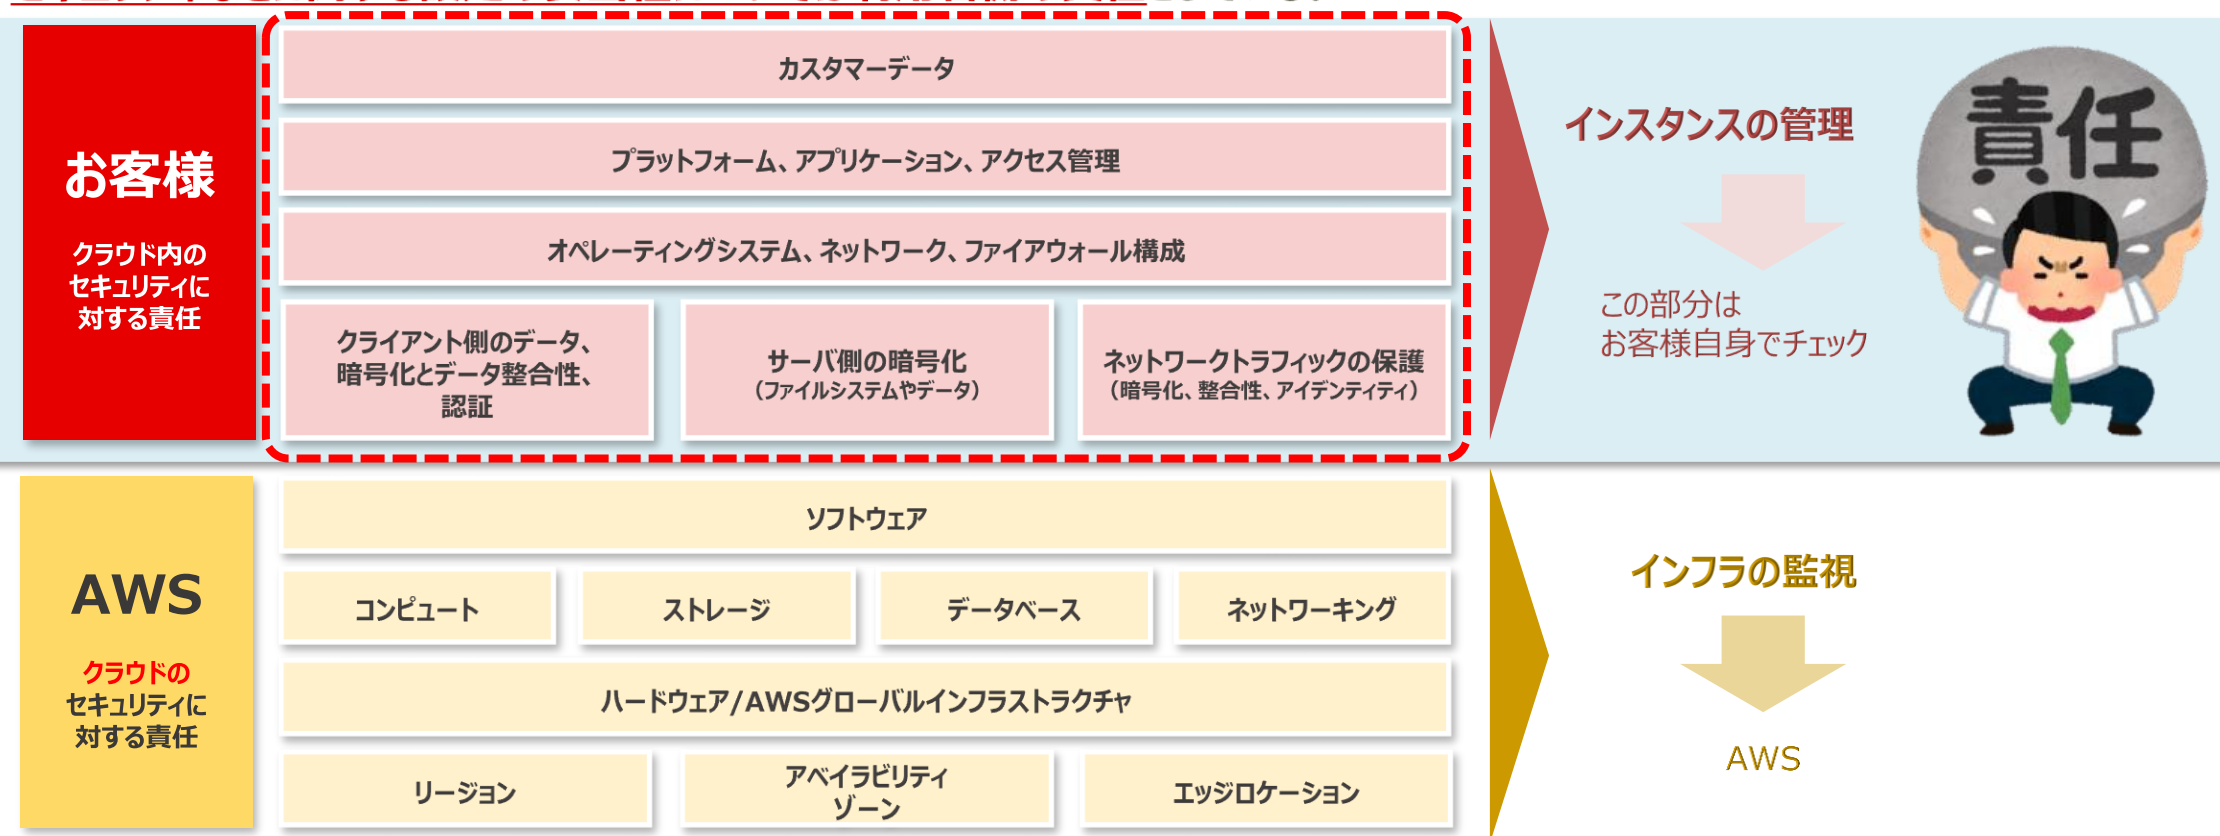 お客様
クラウド内の
セキュリティに
対する責任
カスタマーデータ
プラットフォーム、アプリケーション、アクセス管理
オペレーティングシステム、ネットワーク、ファイアウォール構成
クライアント側のデータ、
暗号化とデータ整合性、
認証
サーバ側の暗号化
（ファイルシステムやデータ）
ネットワークトラフィックの保護
（暗号化、整合性、アイデンティティ）
インスタンスの管理
この部分は
お客様自身でチェック
責任
AWS
クラウドの
セキュリティに
対する責任
ソフトウェア
コンピュート
ストレージ
データベース
ネットワーキング
ハードウェア/AWSグローバルインフラストラクチャ
リージョン
アベイラビリティ
ゾーン
エッジロケーション
インフラの監視
AWS